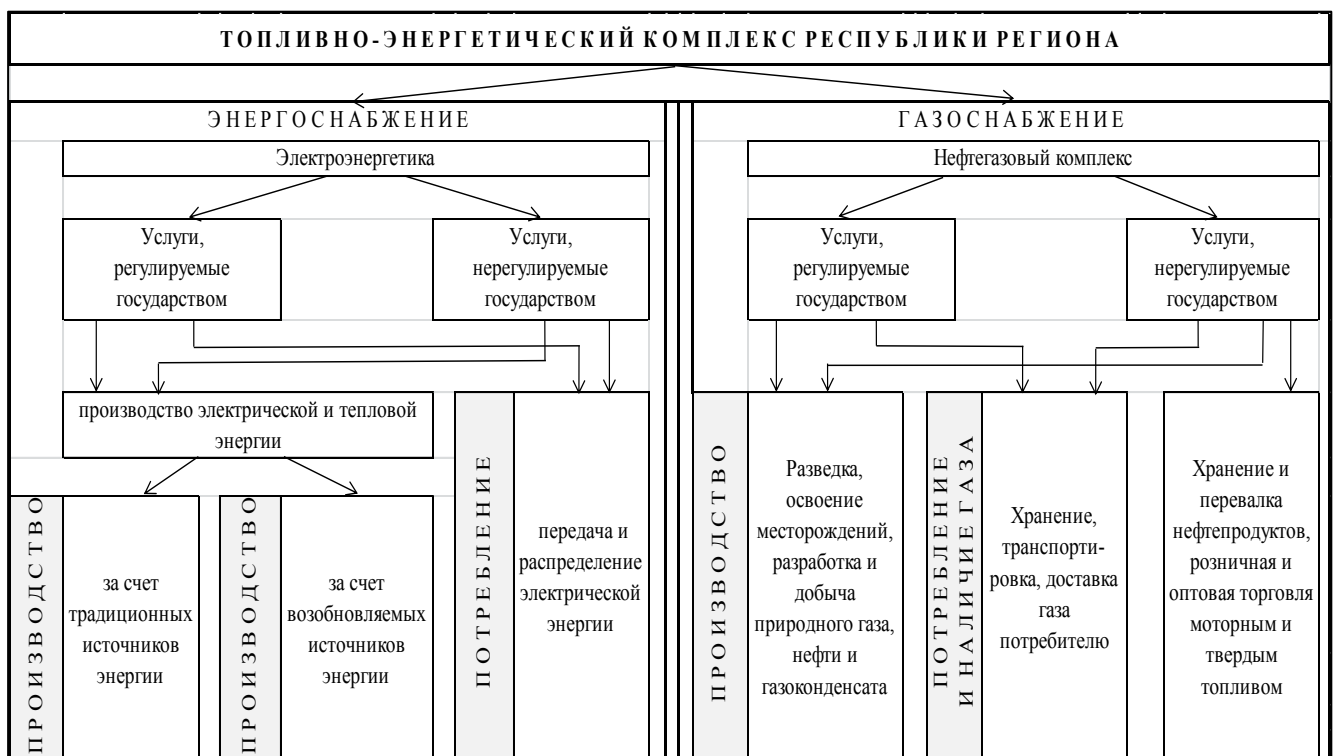 ТОПЛИВНО-ЭНЕРГЕТИЧЕСКИЙ КОМПЛЕКС РЕСПУБЛИКИ РЕГИОНА
ЭНЕРГОСНАБЖЕНИЕ
Электроэнергетика
Услуги,
регулируемые
государством
Услуги,
нерегулируемые
государством
производство электрической и тепловой
энергии
ПРОИЗВОДСТВО
за счет
традиционных
источников
энергии
ПРОИЗВОДСТВО
за счет
возобновляемых
источников
энергии
ПОТРЕБЛЕНИЕ
передача и
распределение
электрической
энергии
ГАЗОСНАБЖЕНИЕ
Нефтегазовый комплекс
Услуги,
регулируемые
государством
Услуги,
нерегулируемые
государством
ПРОИЗВОДСТВО
Разведка,
освоение
месторождений,
разработка и
добыча
природного газа,
нефти и
газоконденсата
ПОТРЕБЛЕНИЕ
И НАЛИЧИЕ ГАЗА
Хранение,
транспорти-
ровка, доставка
газа
потребителю
Хранение и
перевалка
нефтепродуктов,
розничная и
оптовая торговля
моторным и
твердым
топливом